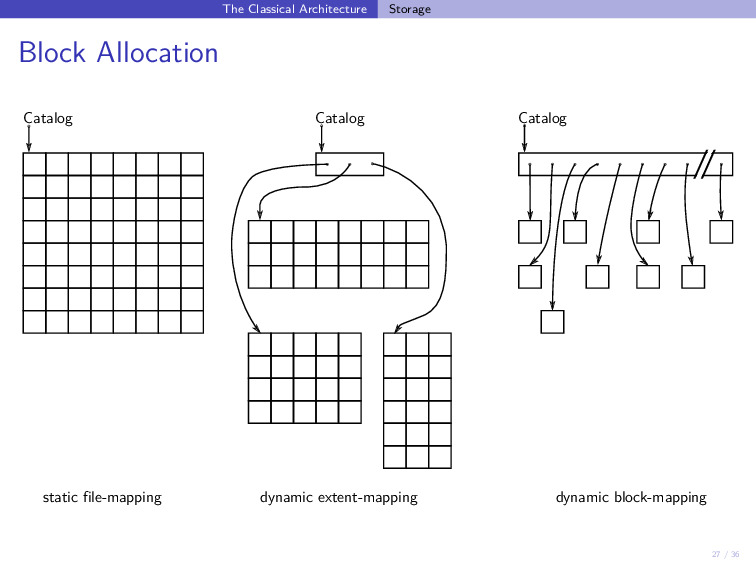 The Classical Architecture Storage
Block Allocation
Catalog Catalog Catalog
static file-mapping dynamic extent-mapping dynamic block-mapping
27 / 36